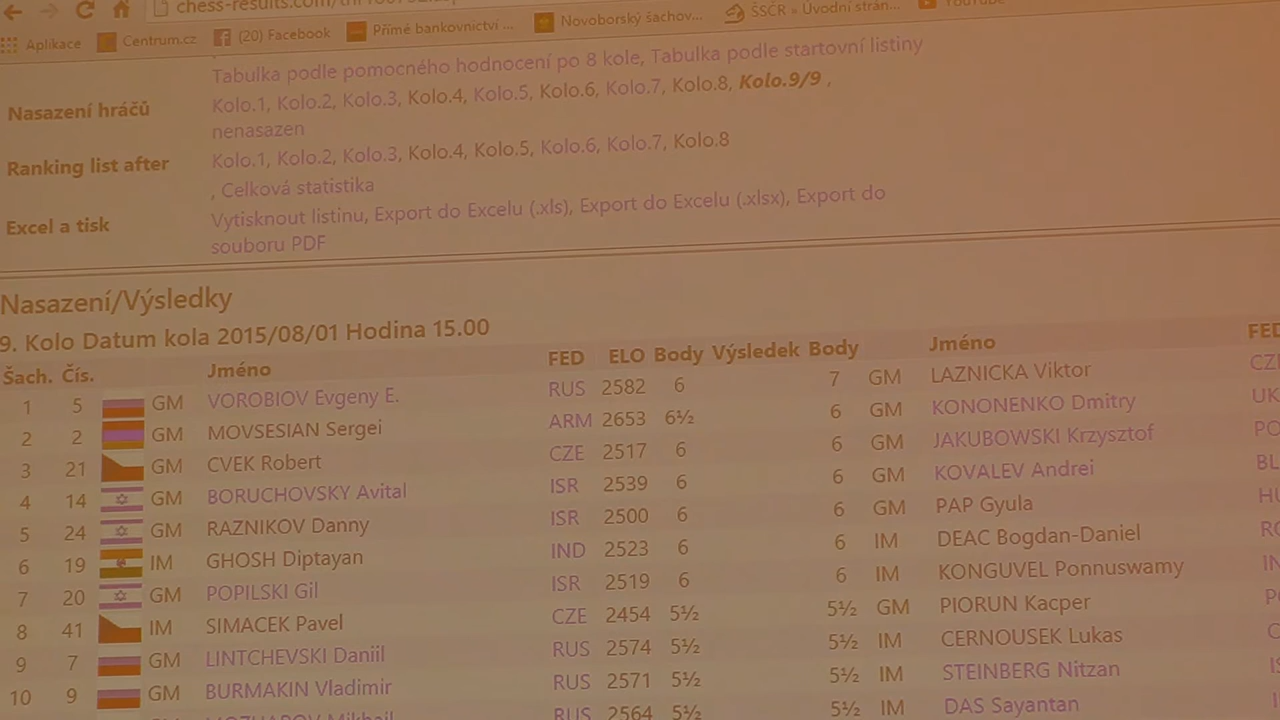 Aplikace Centrum.cz (20) Facebook Přímé bankovnictví ... Novoborský šachov... ŠSČR » Úvodní strán...
Tabulka podle pomocného hodnocení po 8 kole, Tabulka podle startovní listiny
Nasazení hráčů Kolo.1, Kolo.2, Kolo.3, Kolo.4, Kolo.5, Kolo.6, Kolo.7, Kolo.8, Kolo.9/9 ,
nenasazen
Ranking list after Kolo.1, Kolo.2, Kolo.3, Kolo.4, Kolo.5, Kolo.6, Kolo.7, Kolo.8
, Celková statistika
Excel a tisk Vytisknout listinu, Export do Excelu (.xls), Export do Excelu (.xlsx), Export do
souboru PDF
Nasazení/Výsledky
9. Kolo Datum kola 2015/08/01 Hodina 15.00
Šach. Čís. Jméno FED ELO Body Výsledek Body Jméno FED
1 5 GM VOROBIOV Evgeny E. RUS 2582 6 7 GM LAZNICKA Viktor CZ
2 2 GM MOVSESIAN Sergei ARM 2653 6½ 6 GM KONONENKO Dmitry UK
3 21 GM CVEK Robert CZE 2517 6 6 GM JAKUBOWSKI Krzysztof PO
4 14 GM BORUCHOVSKY Avital ISR 2539 6 6 GM KOVALEV Andrei BL
5 24 GM RAZNIKOV Danny ISR 2500 6 6 GM PAP Gyula HU
6 19 IM GHOSH Diptayan IND 2523 6 6 IM DEAC Bogdan-Daniel RO
7 20 GM POPILSKI Gil ISR 2519 6 6 IM KONGUVEL Ponnuswamy IN
8 41 IM SIMACEK Pavel CZE 2454 5½ 5½ GM PIORUN Kacper PO
9 7 GM LINTCHEVSKI Daniil RUS 2574 5½ 5½ IM CERNOUSEK Lukas C
10 9 GM BURMAKIN Vladimir RUS 2571 5½ 5½ IM STEINBERG Nitzan IS
MOZHAROV Mikhail RUS 2564 5½ 5½ IM DAS Sayantan